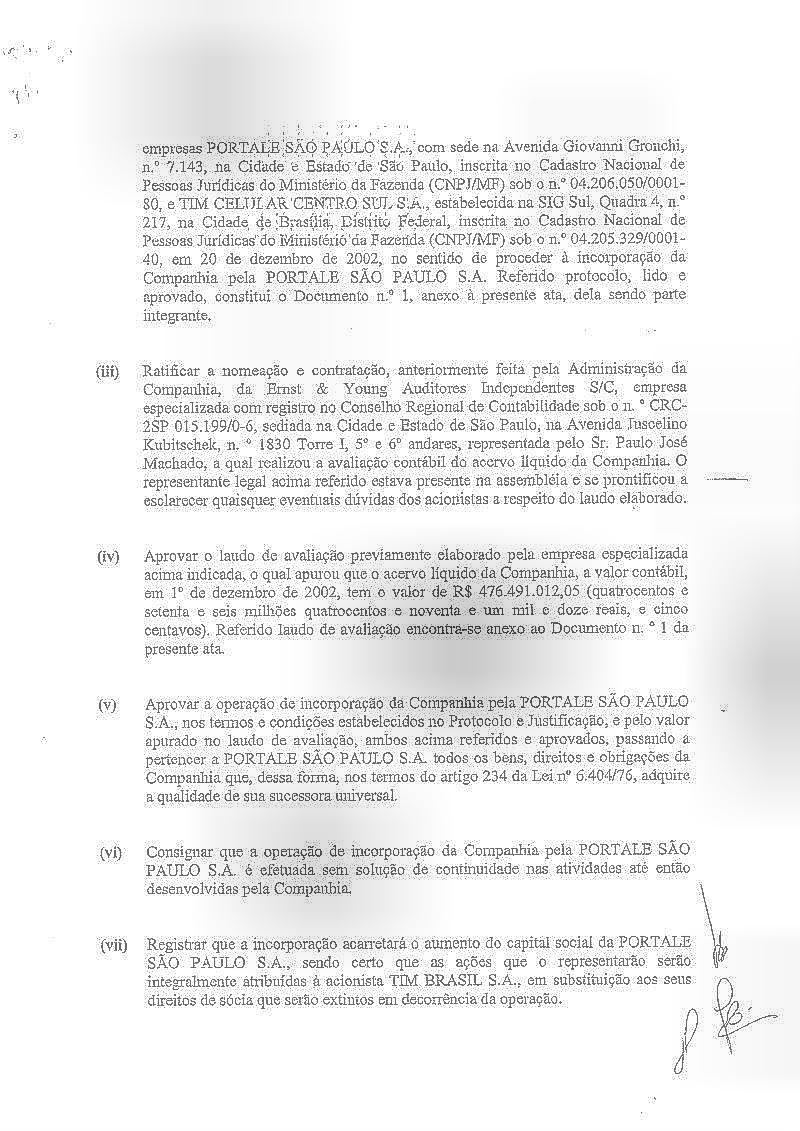 empresas PORTALE SÃO PAULO S.A., com sede na Avenida Giovanni Gronchi,
n.º 7.143, na Cidade e Estado de São Paulo, inscrita no Cadastro Nacional de
Pessoas Jurídicas do Ministério da Fazenda (CNPJ/MF) sob o n.º 04.206.050/0001-
80, e TIM CELULAR CENTRO SUL S.A., estabelecida na SIG Sul, Quadra 4, n.º
217, na Cidade de Brasília, Distrito Federal, inscrita no Cadastro Nacional de
Pessoas Jurídicas do Ministério da Fazenda (CNPJ/MF) sob o n.º 04.205.329/0001-
40, em 20 de dezembro de 2002, no sentido de proceder à incorporação da
Companhia pela PORTALE SÃO PAULO S.A. Referido protocolo, lido e
aprovado, constitui o Documento n.º 1, anexo à presente ata, dela sendo parte
integrante.
(iii) Ratificar a nomeação e contratação, anteriormente feita pela Administração da
Companhia, da Ernst & Young Auditores Independentes S/C, empresa
especializada com registro no Conselho Regional de Contabilidade sob o n. º CRC-
2SP 015.199/0-6, sediada na Cidade e Estado de São Paulo, na Avenida Juscelino
Kubitschek, n. º 1830 Torre I, 5º e 6º andares, representada pelo Sr. Paulo José
Machado, a qual realizou a avaliação contábil do acervo líquido da Companhia. O
representante legal acima referido estava presente na assembléia e se prontificou a
esclarecer quaisquer eventuais dúvidas dos acionistas a respeito do laudo elaborado.
(iv) Aprovar o laudo de avaliação previamente elaborado pela empresa especializada
acima indicada, o qual apurou que o acervo líquido da Companhia, a valor contábil,
em 1º de dezembro de 2002, tem o valor de R$ 476.491.012,05 (quatrocentos e
setenta e seis milhões quatrocentos e noventa e um mil e doze reais, e cinco
centavos). Referido laudo de avaliação encontra-se anexo ao Documento n. º 1 da
presente ata.
(v) Aprovar a operação de incorporação da Companhia pela PORTALE SÃO PAULO
S.A., nos termos e condições estabelecidos no Protocolo e Justificação, e pelo valor
apurado no laudo de avaliação, ambos acima referidos e aprovados, passando a
pertencer a PORTALE SÃO PAULO S.A. todos os bens, direitos e obrigações da
Companhia que, dessa forma, nos termos do artigo 234 da Lei nº 6.404/76, adquire
a qualidade de sua sucessora universal.
(vi) Consignar que a operação de incorporação da Companhia pela PORTALE SÃO
PAULO S.A. é efetuada sem solução de continuidade nas atividades até então
desenvolvidas pela Companhia.
(vii) Registrar que a incorporação acarretará o aumento do capital social da PORTALE
SÃO PAULO S.A., sendo certo que as ações que o representarão serão
integralmente atribuídas à acionista TIM BRASIL S.A., em substituição aos seus
direitos de sócia que serão extintos em decorrência da operação.